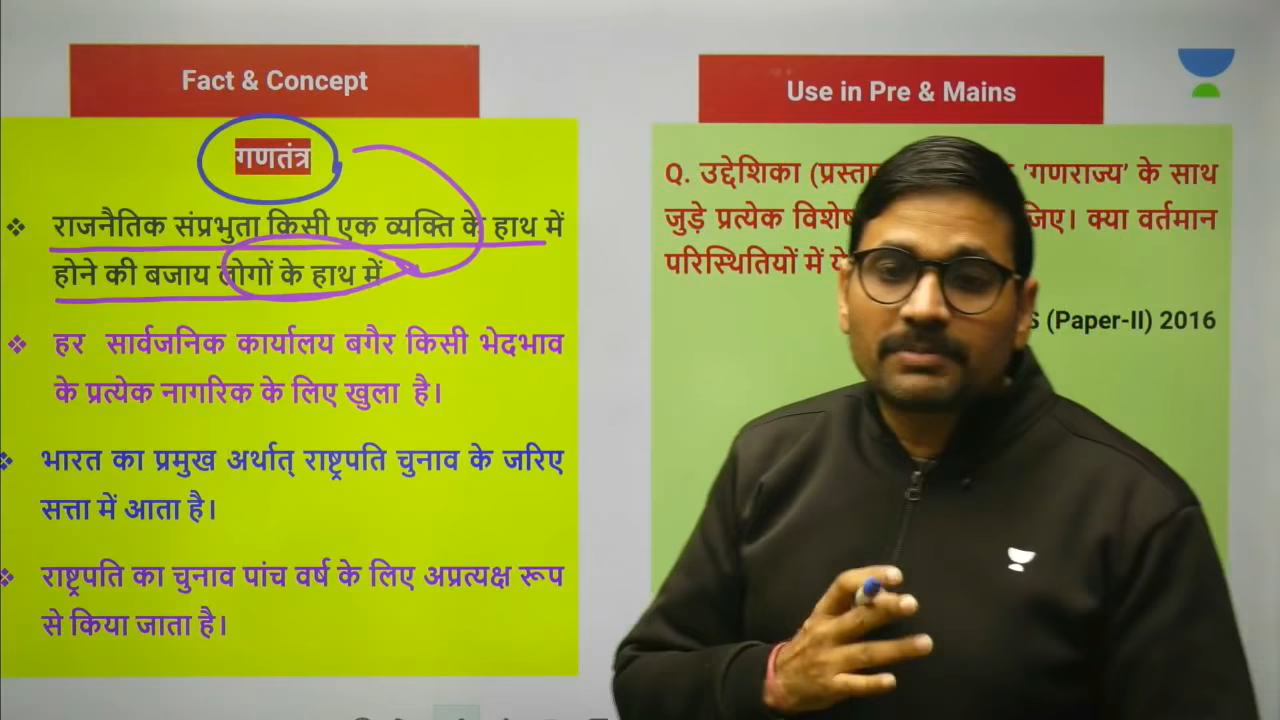 Fact & Concept
गणतंत्र
❖ राजनैतिक संप्रभुता किसी एक व्यक्ति के हाथ में
होने की बजाय लोगों के हाथ में
❖ हर सार्वजनिक कार्यालय बगैर किसी भेदभाव
के प्रत्येक नागरिक के लिए खुला है।
❖ भारत का प्रमुख अर्थात् राष्ट्रपति चुनाव के जरिए
सत्ता में आता है।
❖ राष्ट्रपति का चुनाव पांच वर्ष के लिए अप्रत्यक्ष रूप
से किया जाता है।
Use in Pre & Mains
Q. उद्देशिका ‘गणराज्य’ के साथ
जुड़े प्रत्येक क्या वर्तमान
परिस्थितियों में
(Paper-II) 2016